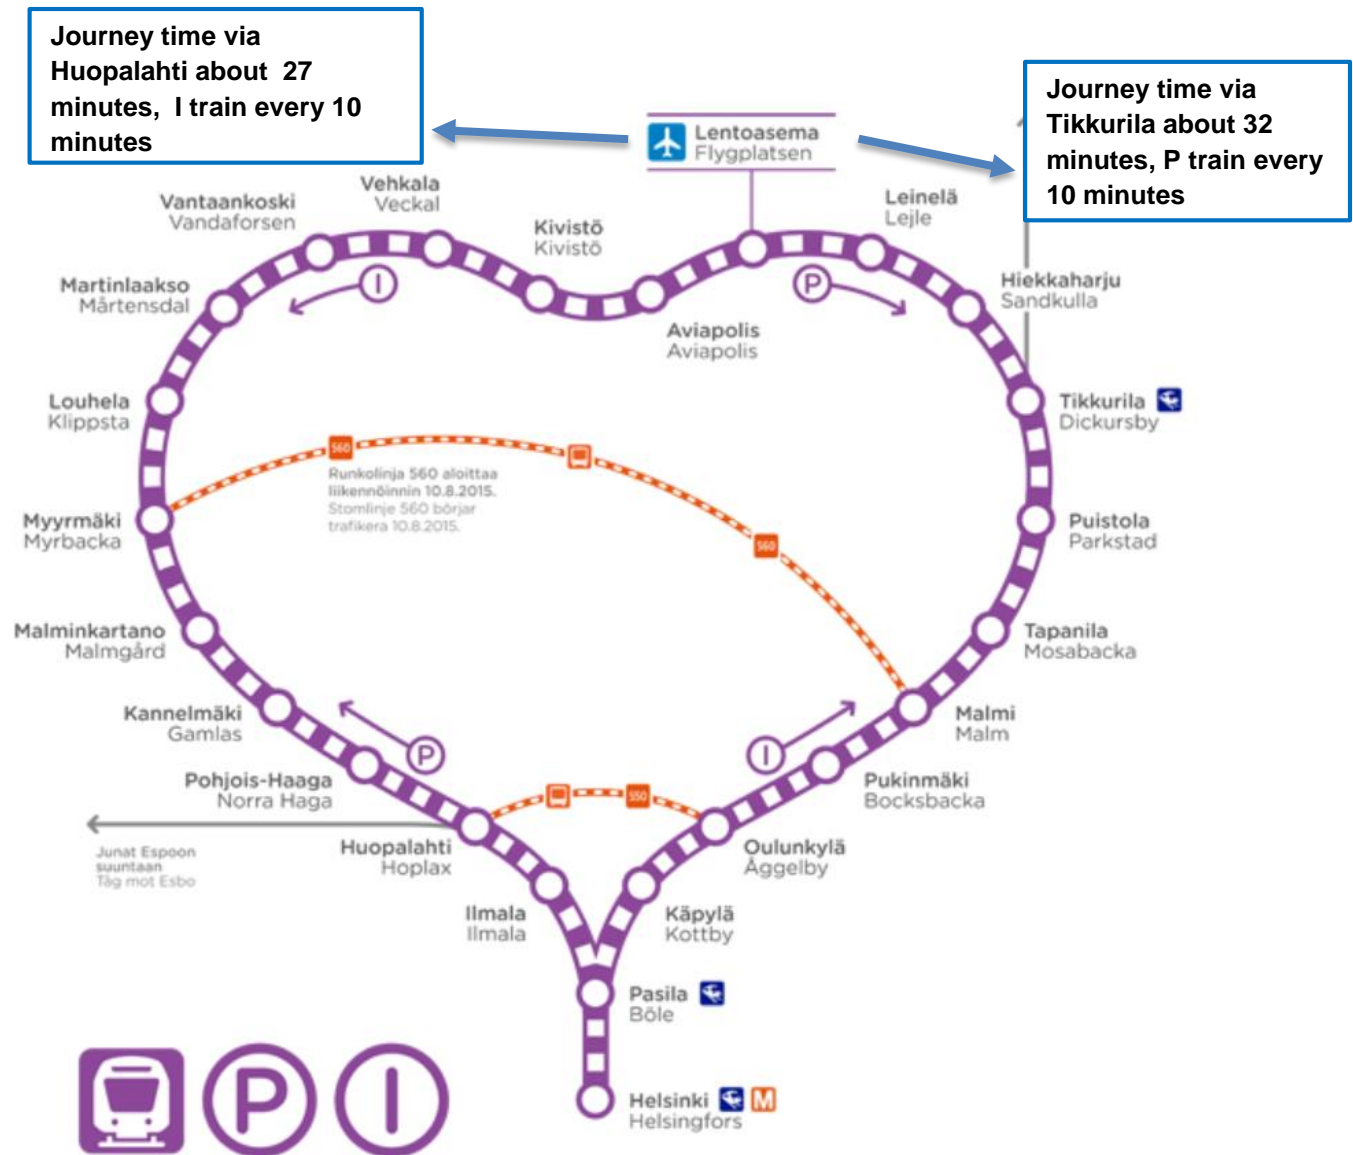 Journey time via
Huopalahti about 27
minutes, I train every 10
minutes
Journey time via
Tikkurila about 32
minutes, P train every
10 minutes
Lentoasema
Flygplatsen
Vehkala
Veckal
Vantaankoski
Vandaforsen
Kivistö
Kivistö
Leinelä
Lejle
Martinlaakso
Mårtensdal
I
P
Hiekkaharju
Sandkulla
Aviapolis
Aviapolis
Louhela
Klippsta
Tikkurila
Dickursby
560
Runkolinja 560 aloittaa
liikennöinnin 10.8.2015.
Stomlinje 560 börjar
trafikera 10.8.2015.
560
Myyrmäki
Myrbacka
Puistola
Parkstad
Malminkartano
Malmgård
Tapanila
Mosabacka
Kannelmäki
Gamlas
Malmi
Malm
P
I
Pohjois-Haaga
Norra Haga
Pukinmäki
Bocksbacka
550
Huopalahti
Hoplax
Oulunkylä
Åggelby
Junat Espoon
suuntaan
Tåg mot Esbo
Ilmala
Ilmala
Käpylä
Kottby
Pasila
Böle
Helsinki M
Helsingfors
P I